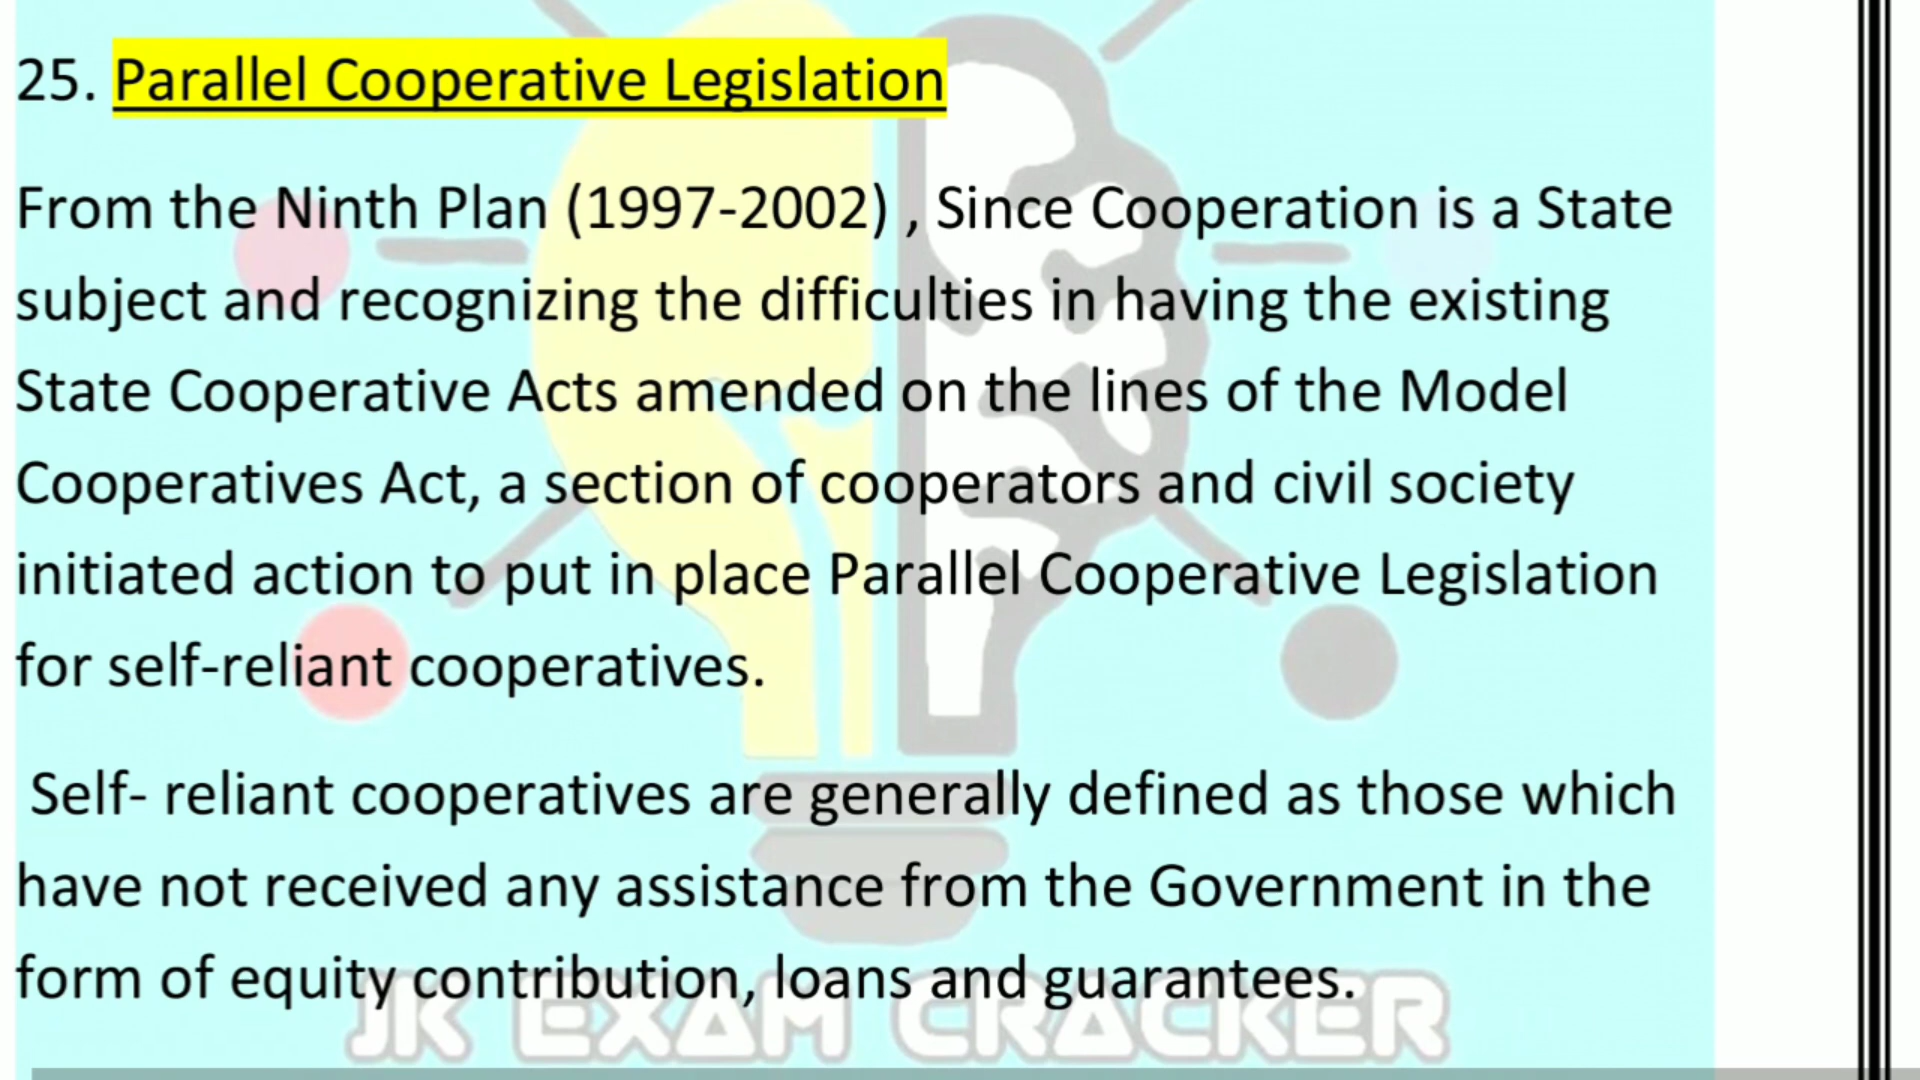 25. Parallel Cooperative Legislation
From the Ninth Plan (1997-2002) , Since Cooperation is a State
subject and recognizing the difficulties in having the existing
State Cooperative Acts amended on the lines of the Model
Cooperatives Act, a section of cooperators and civil society
initiated action to put in place Parallel Cooperative Legislation
for self-reliant cooperatives.
Self- reliant cooperatives are generally defined as those which
have not received any assistance from the Government in the
form of equity contribution, loans and guarantees.
JK EXAM CRACKER